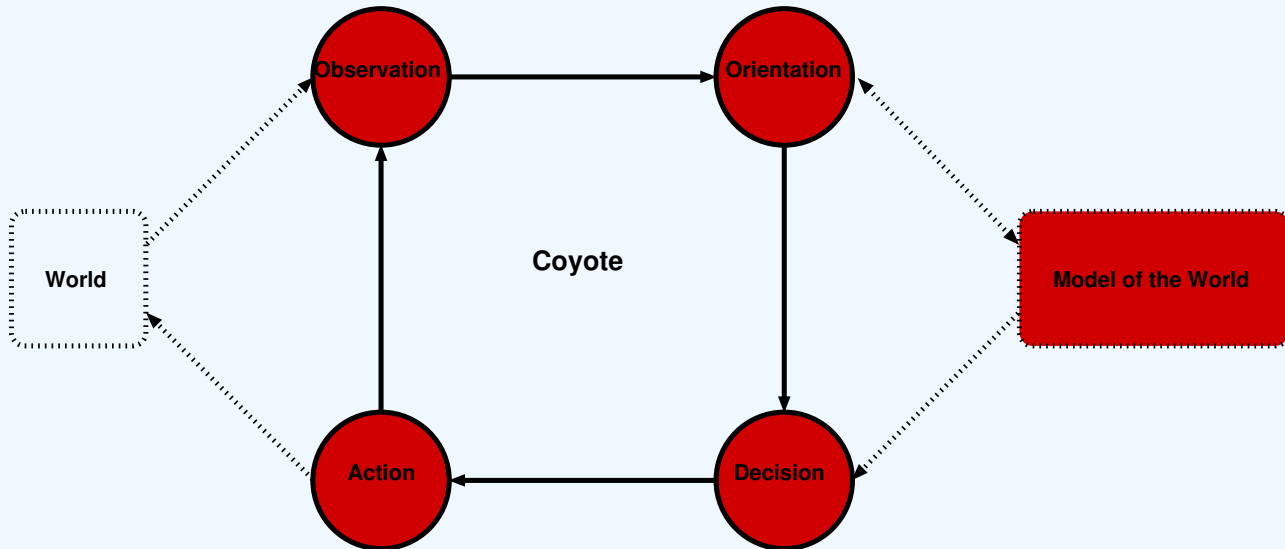 Observation
Orientation
Coyote
World
Model of the World
Action
Decision